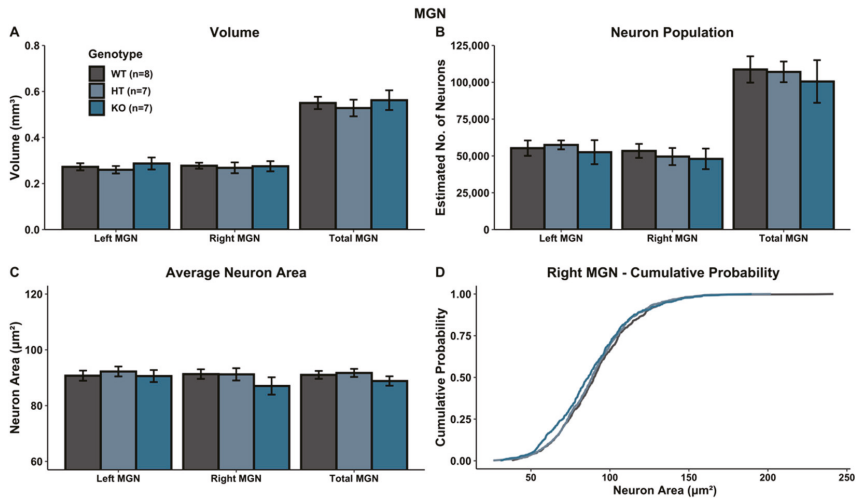 MGN
A
Volume
Volume (mm³)
0.8
0.6
0.4
0.2
0.0
Genotype
WT (n=8)
HT (n=7)
KO (n=7)
Left MGN
Right MGN
Total MGN
B
Neuron Population
Estimated No. of Neurons
125,000
100,000
75,000
50,000
25,000
0
Left MGN
Right MGN
Total MGN
C
Average Neuron Area
Neuron Area (µm²)
120
100
80
60
Left MGN
Right MGN
Total MGN
D
Right MGN - Cumulative Probability
Cumulative Probability
1.00
0.75
0.50
0.25
0.00
50
100
150
200
250
Neuron Area (µm²)